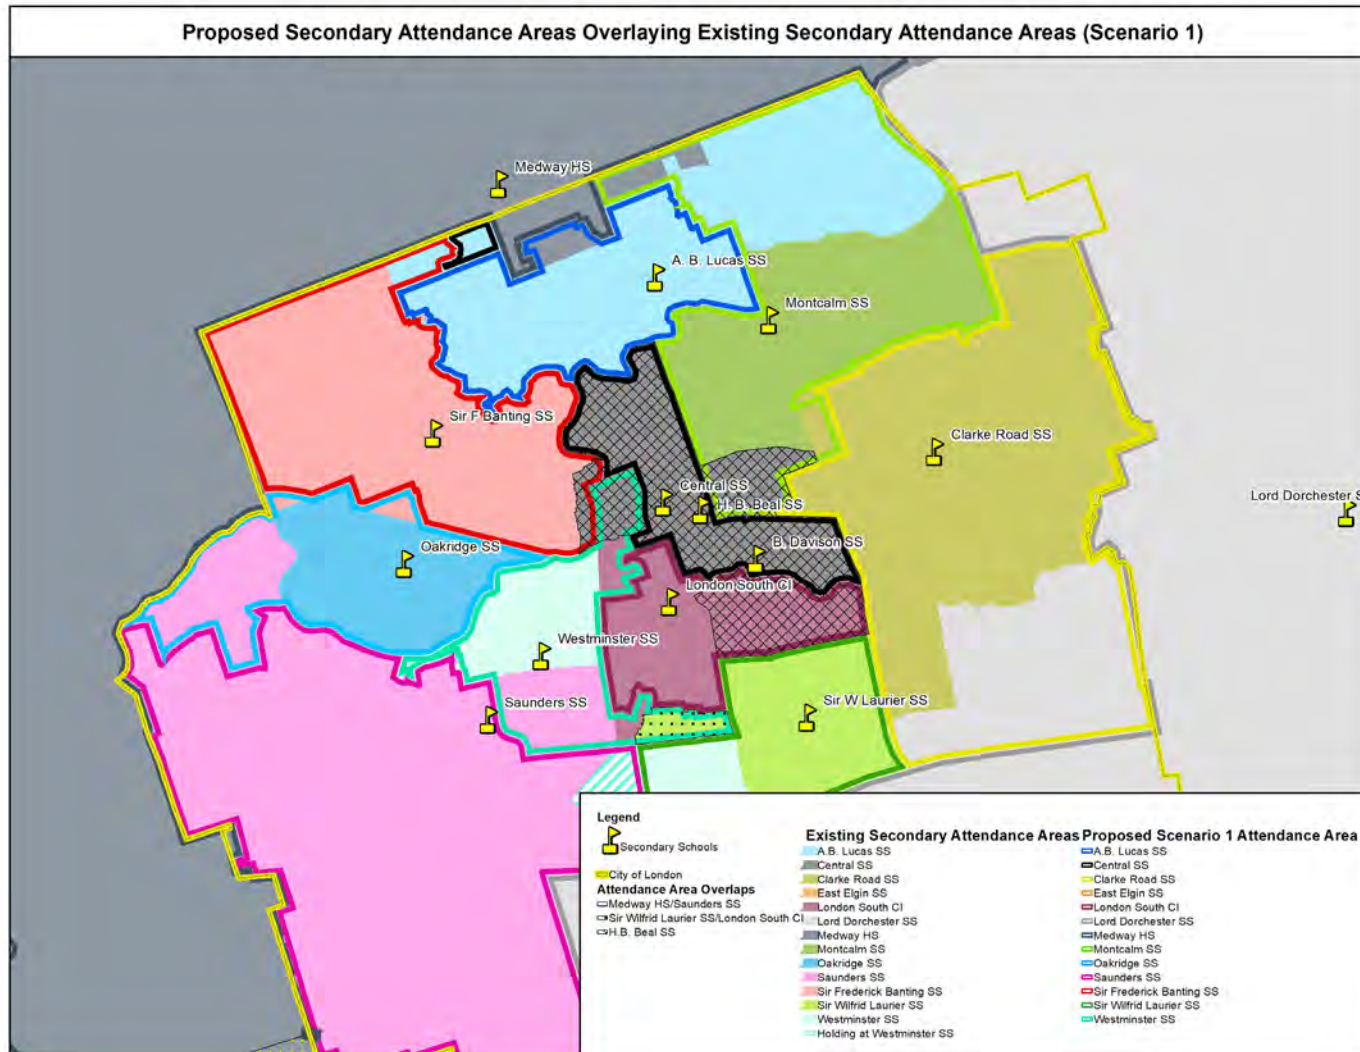 Proposed Secondary Attendance Areas Overlaying Existing Secondary Attendance Areas (Scenario 1)
Medway HS
A. B. Lucas SS
Montcalm SS
Sir F Banting SS
Clarke Road SS
Central SS
H. B. Beal SS
Lord Dorchester S
Oakridge SS
B. Davison SS
London South CI
Westminster SS
Saunders SS
Sir W Laurier SS
Legend
Secondary Schools
City of London
Attendance Area Overlaps
Medway HS/Saunders SS
Sir Wilfrid Laurier SS/London South CI
H.B. Beal SS
Existing Secondary Attendance Areas
A.B. Lucas SS
Central SS
Clarke Road SS
East Elgin SS
London South CI
Lord Dorchester SS
Medway HS
Montcalm SS
Oakridge SS
Saunders SS
Sir Frederick Banting SS
Sir Wilfrid Laurier SS
Westminster SS
Holding at Westminster SS
Proposed Scenario 1 Attendance Area
A.B. Lucas SS
Central SS
Clarke Road SS
East Elgin SS
London South CI
Lord Dorchester SS
Medway HS
Montcalm SS
Oakridge SS
Saunders SS
Sir Frederick Banting SS
Sir Wilfrid Laurier SS
Westminster SS